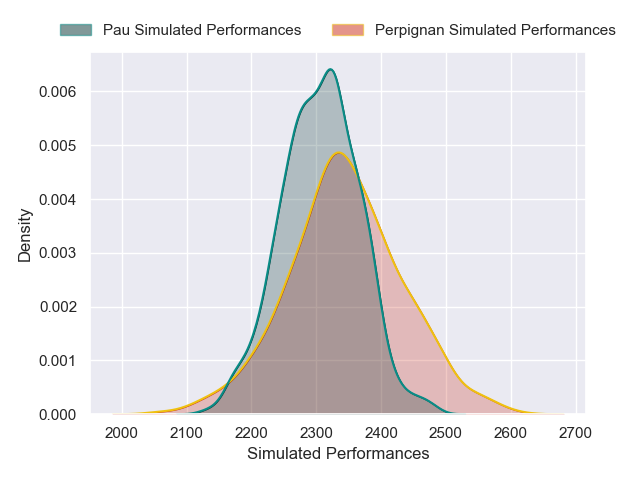 Pau Simulated Performances
Perpignan Simulated Performances
0.006
0.005
0.004
0.003
0.002
0.001
0.000
Density
2000 2100 2200 2300 2400 2500 2600 2700
Simulated Performances